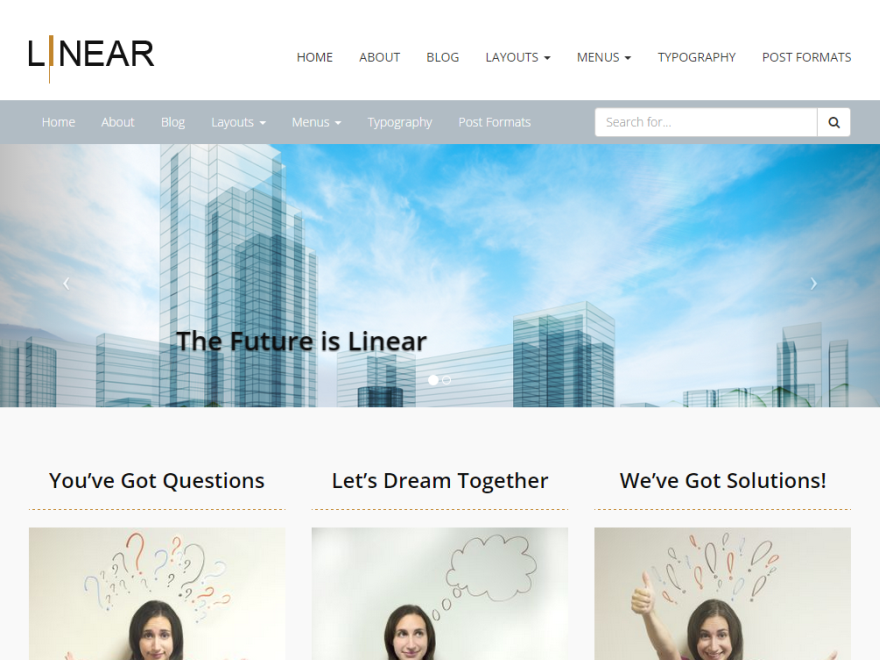 LINEAR
HOME ABOUT BLOG LAYOUTS MENUS TYPOGRAPHY POST FORMATS
Home About Blog Layouts Menus Typography Post Formats Search for...
The Future is Linear
You’ve Got Questions Let’s Dream Together We’ve Got Solutions!